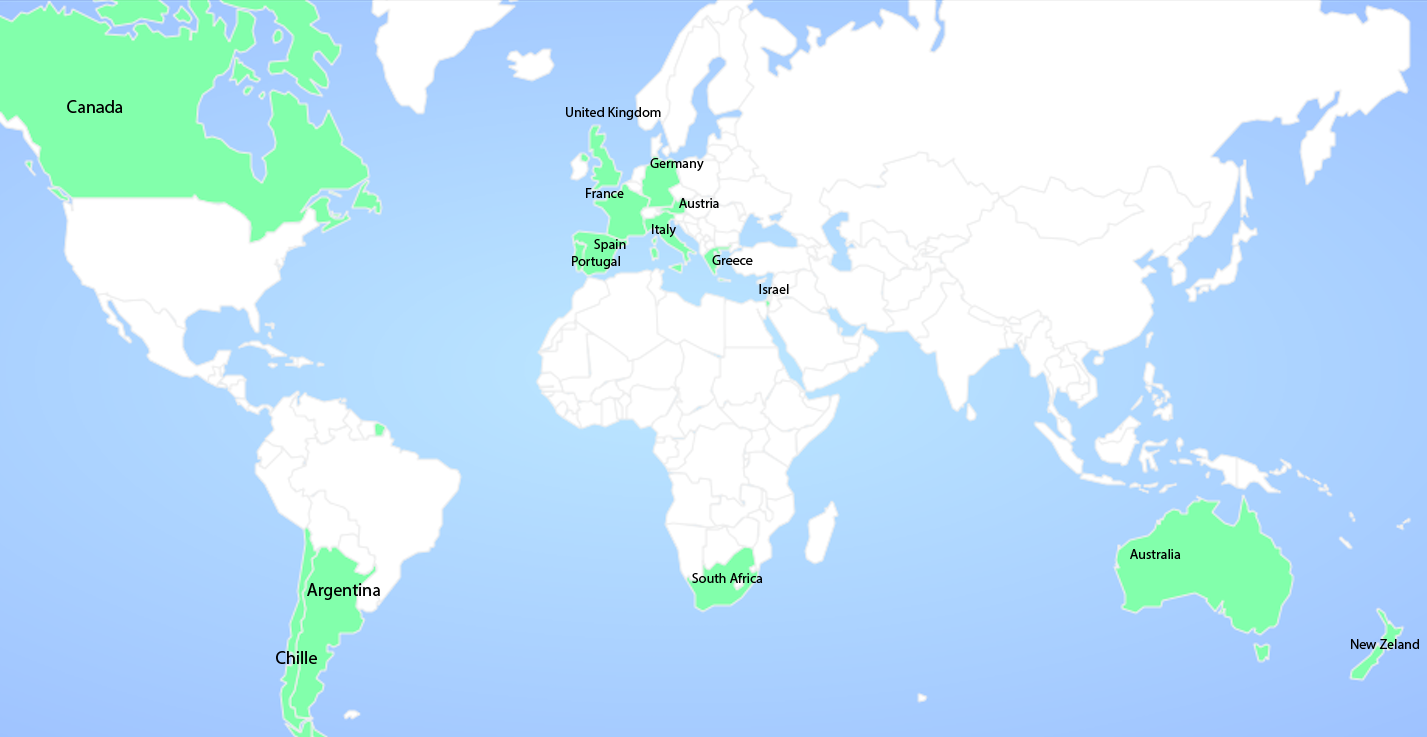 Canada
United Kingdom
Germany
France
Austria
Italy
Spain
Portugal
Greece
Israel
Australia
South Africa
Argentina
New Zeland
Chille